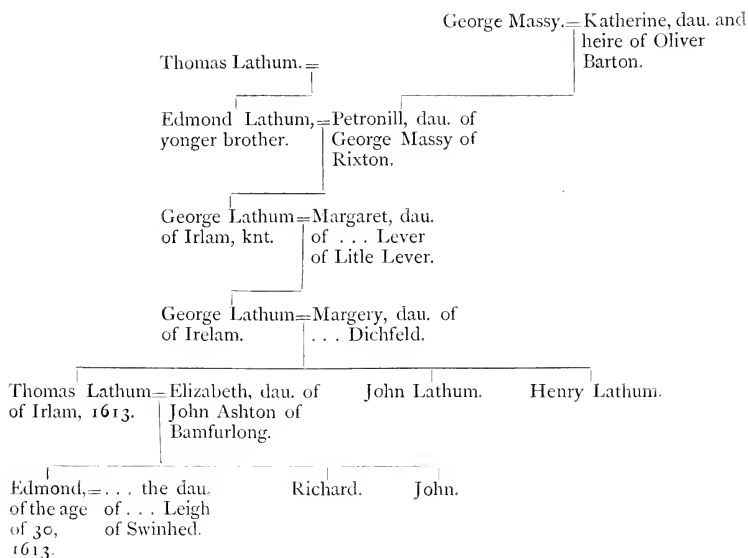 George Massy.=Katherine, dau. and
heire of Oliver
Barton.
Thomas Lathum.=
Edmond Lathum,=Petronill, dau. of
yonger brother. George Massy of
Rixton.
George Lathum=Margaret, dau.
of Irlam, knt. of . . . Lever
of Litle Lever.
George Lathum=Margery, dau. of
of Irelam. . . . Dichfeld.
Thomas Lathum=Elizabeth, dau. of John Lathum. Henry Lathum.
of Irlam, 1613. John Ashton of
Bamfurlong.
Edmond,=. . . the dau. Richard. John.
of the age of . . . Leigh
of 30, of Swinhed.
1613.